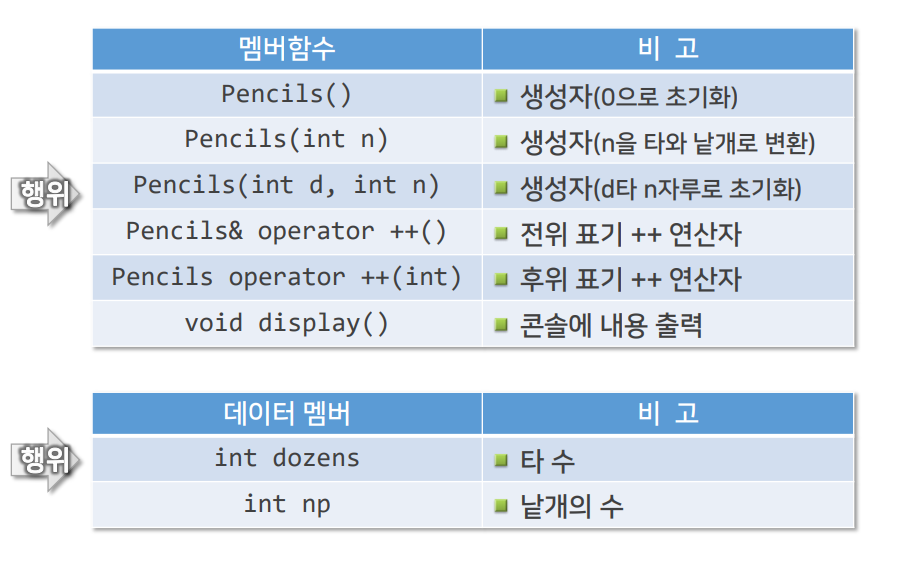 멤버함수 비 고
Pencils() 생성자(0으로 초기화)
Pencils(int n) 생성자(n을 타와 낱개로 변환)
행위
Pencils(int d, int n) 생성자(d타 n자루로 초기화)
Pencils& operator ++() 전위 표기 ++ 연산자
Pencils operator ++(int) 후위 표기 ++ 연산자
void display() 콘솔에 내용 출력
데이터 멤버 비 고
행위
int dozens 타 수
int np 낱개의 수